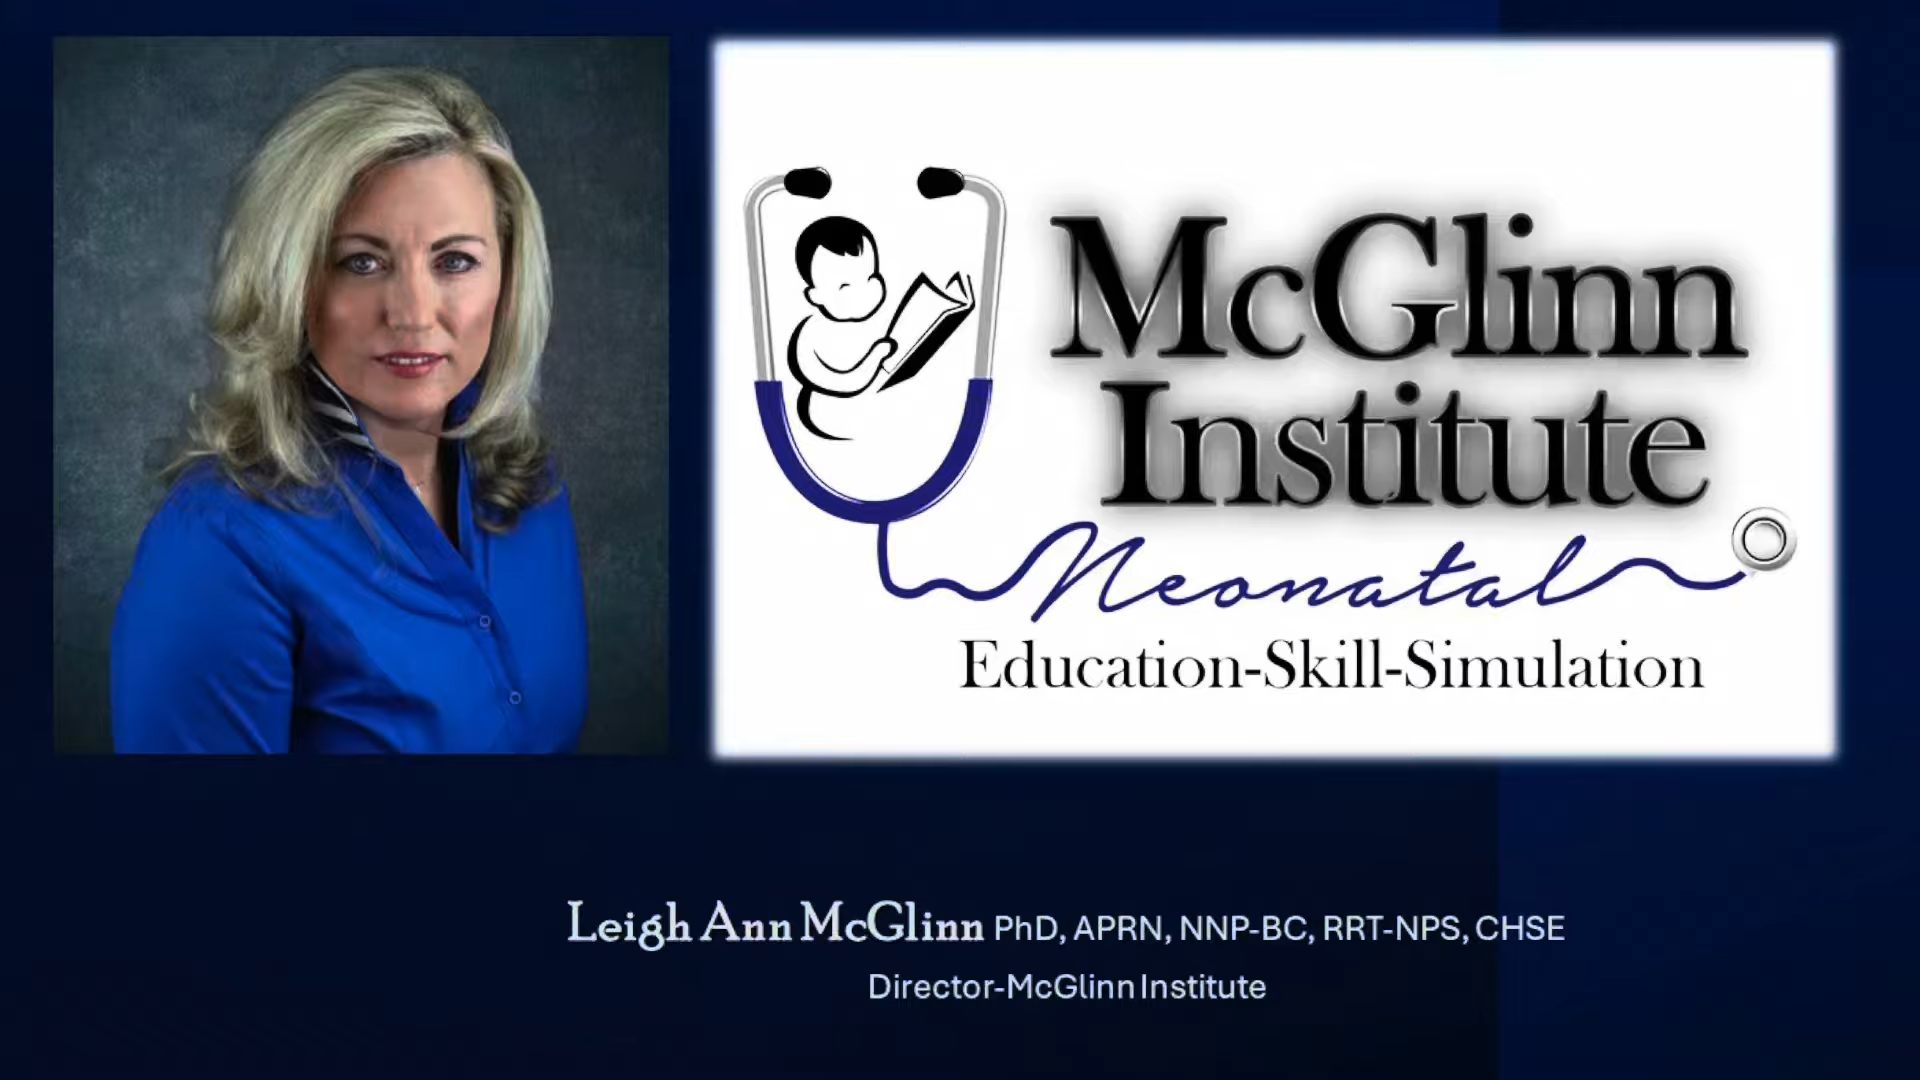 McGlinn
Institute
Neonatal
Education-Skill-Simulation
Leigh Ann McGlinn PhD, APRN, NNP-BC, RRT-NPS, CHSE
Director-McGlinn Institute